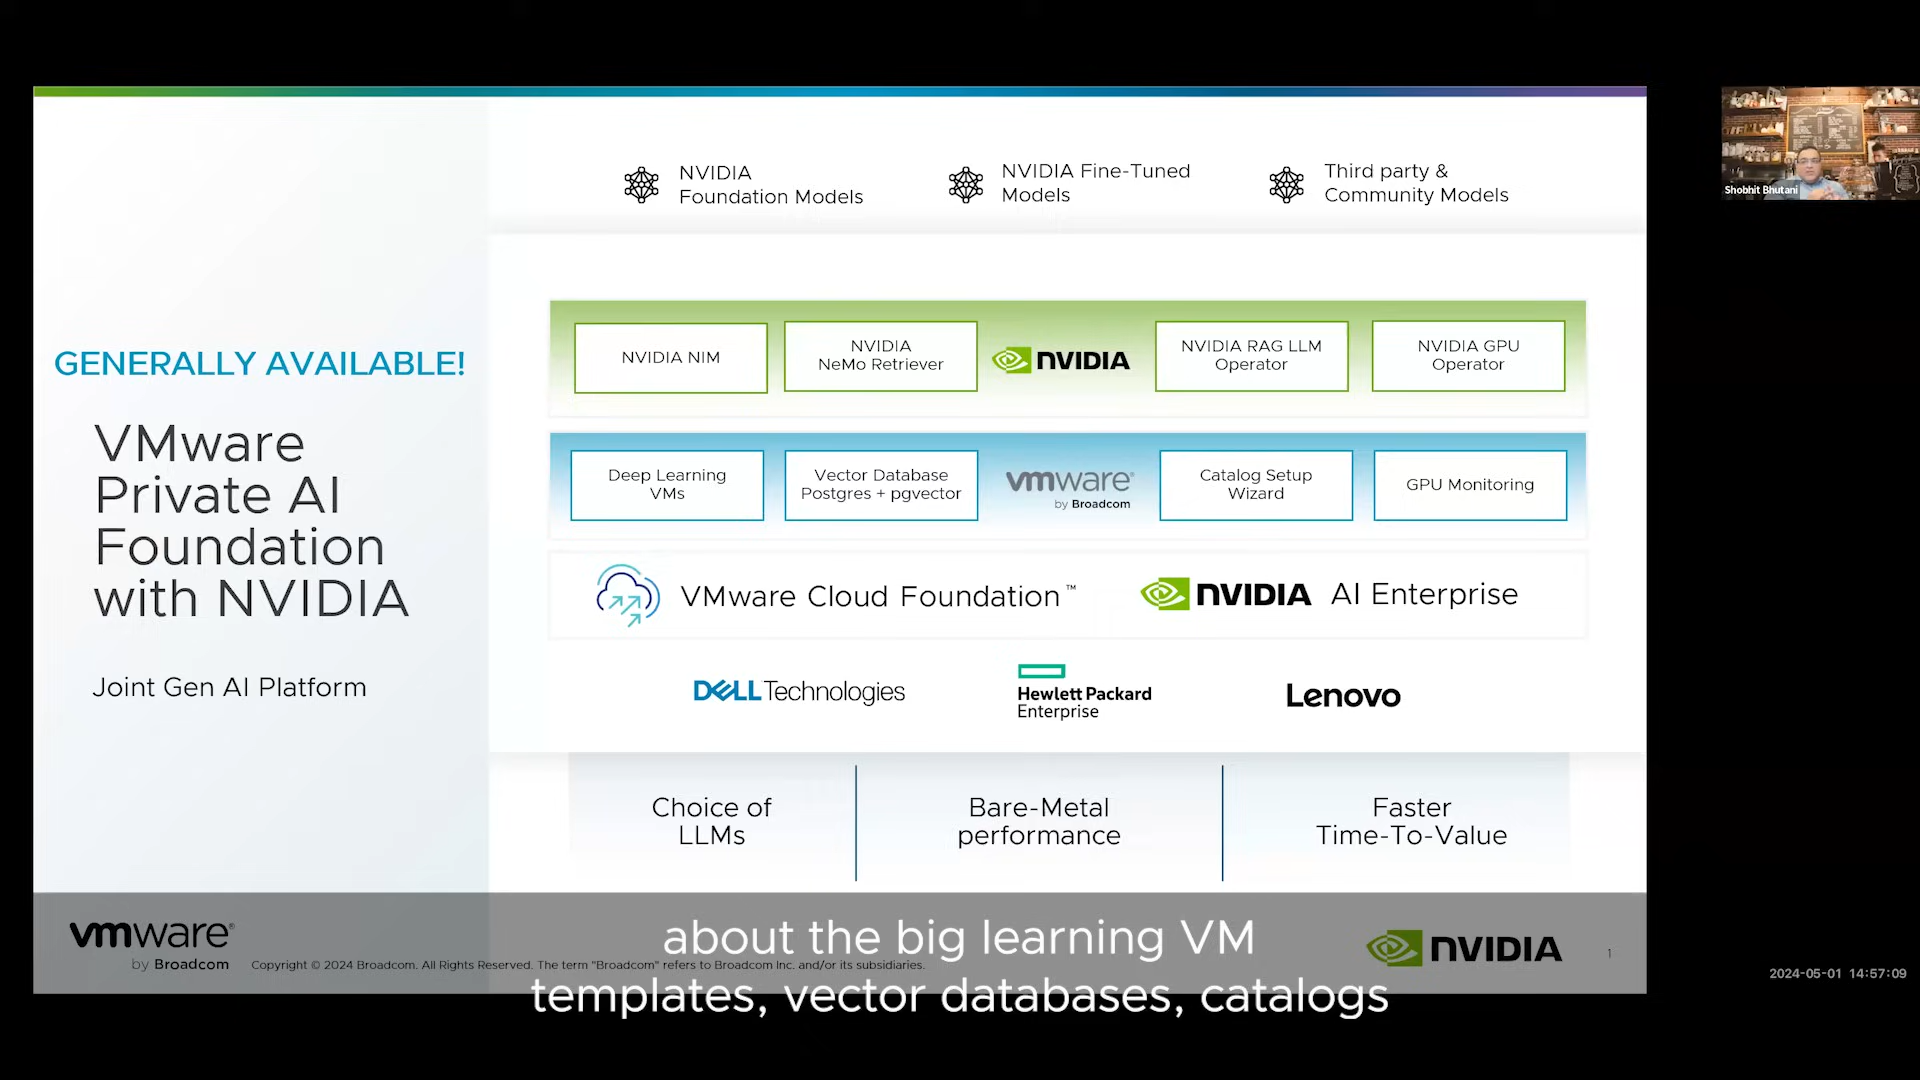 NVIDIA
Foundation Models
NVIDIA Fine-Tuned
Models
Third party &
Community Models
Shobhit Bhutani
GENERALLY AVAILABLE!
VMware
Private AI
Foundation
with NVIDIA
Joint Gen AI Platform
NVIDIA NIM
NVIDIA
NeMo Retriever
NVIDIA
NVIDIA RAG LLM
Operator
NVIDIA GPU
Operator
Deep Learning
VMs
Vector Database
Postgres + pgvector
vmware®
by Broadcom
Catalog Setup
Wizard
GPU Monitoring
VMware Cloud Foundation™
NVIDIA AI Enterprise
DELL Technologies
Hewlett Packard
Enterprise
Lenovo
Choice of
LLMs
Bare-Metal
performance
Faster
Time-To-Value
vmware®
by Broadcom
Copyright © 2024 Broadcom. All Rights Reserved. The term "Broadcom" refers to Broadcom Inc. and/or its subsidiaries.
NVIDIA
1
about the big learning VM
templates, vector databases, catalogs
2024-05-01 14:57:09